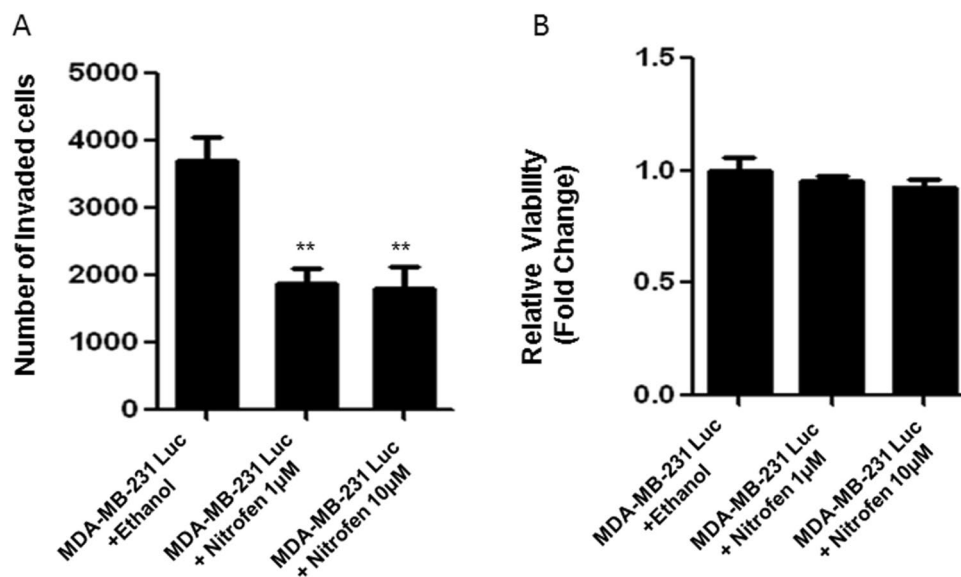 A
Number of Invaded cells
5000
4000
3000
2000
1000
0
**
**
MDA-MB-231 Luc
+Ethanol
MDA-MB-231 Luc
+ Nitrofen 1µM
MDA-MB-231 Luc
+ Nitrofen 10µM
B
Relative Viability
(Fold Change)
1.5
1.0
0.5
0.0
MDA-MB-231 Luc
+Ethanol
MDA-MB-231 Luc
+ Nitrofen 1µM
MDA-MB-231 Luc
+ Nitrofen 10µM